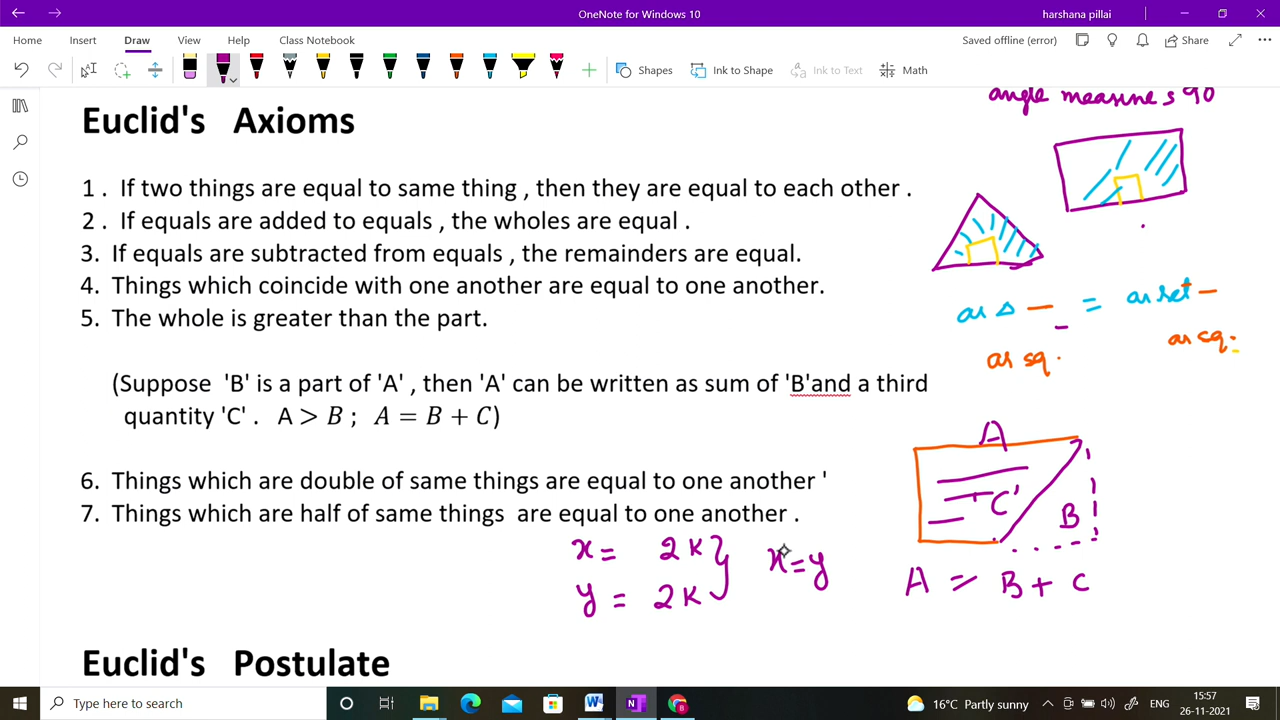 OneNote for Windows 10
harshana pillai
Home Insert Draw View Help Class Notebook
Saved offline (error)
Share
Shapes
Ink to Shape
Ink to Text
Math
angle measures 90
Euclid's Axioms
1 . If two things are equal to same thing , then they are equal to each other .
2 . If equals are added to equals , the wholes are equal .
3. If equals are subtracted from equals , the remainders are equal.
4. Things which coincide with one another are equal to one another.
5. The whole is greater than the part.
(Suppose 'B' is a part of 'A' , then 'A' can be written as sum of 'B'and a third
quantity 'C' . A > B ; A = B + C)
6. Things which are double of same things are equal to one another '
7. Things which are half of same things are equal to one another .
x = 2K
y = 2K
x = y
ar Δ — = ar ret —
ar sq.
ar sq.
A
C'
B
A = B + C
Euclid's Postulate
Type here to search
16°C Partly sunny
ENG
15:57
26-11-2021